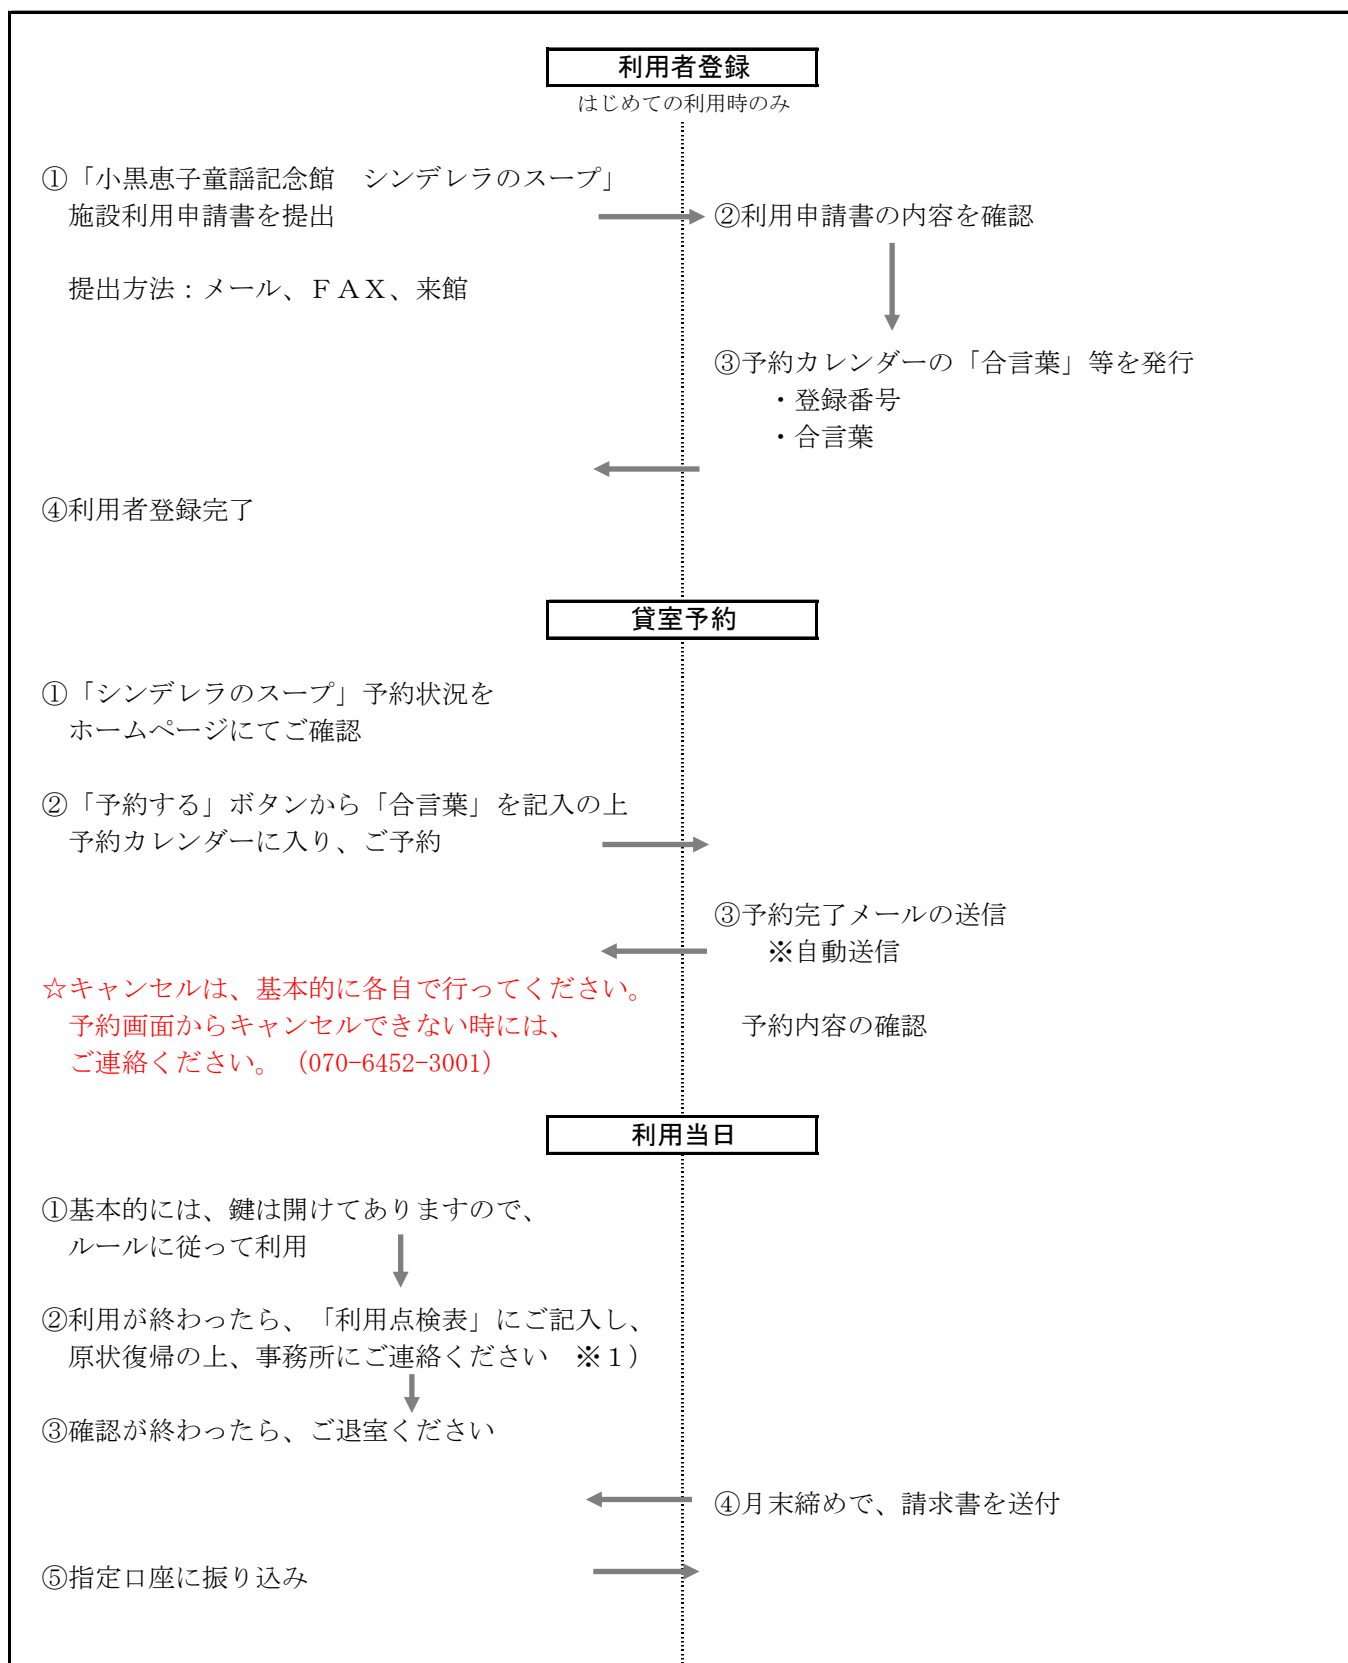 利用者登録
はじめての利用時のみ
①「小黒恵子童謡記念館　シンデレラのスープ」
施設利用申請書を提出
②利用申請書の内容を確認
提出方法：メール、ＦＡＸ、来館
③予約カレンダーの「合言葉」等を発行
・登録番号
・合言葉
④利用者登録完了
貸室予約
①「シンデレラのスープ」予約状況を
ホームページにてご確認
②「予約する」ボタンから「合言葉」を記入の上
予約カレンダーに入り、ご予約
③予約完了メールの送信
※自動送信
☆キャンセルは、基本的に各自で行ってください。
予約画面からキャンセルできない時には、
ご連絡ください。（070-6452-3001）
予約内容の確認
利用当日
①基本的には、鍵は開けてありますので、
ルールに従って利用
②利用が終わったら、「利用点検表」にご記入し、
原状復帰の上、事務所にご連絡ください　※１）
③確認が終わったら、ご退室ください
④月末締めで、請求書を送付
⑤指定口座に振り込み